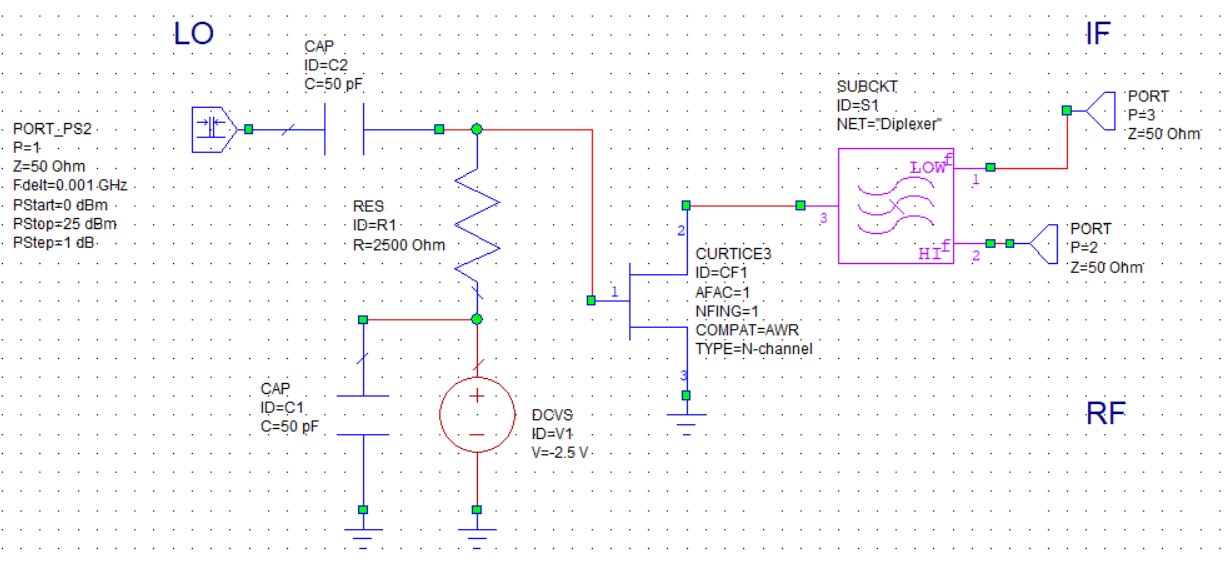 LO
IF
CAP
ID=C2
C=50 pF
PORT_PS2
P=1
Z=50 Ohm
Fdelt=0.001 GHz
PStart=0 dBm
PStop=25 dBm
PStep=1 dB
RES
ID=R1
R=2500 Ohm
SUBCKT
ID=S1
NET="Diplexer"
LOW f
1
3
HI f
2
PORT
P=3
Z=50 Ohm
PORT
P=2
Z=50 Ohm
2
1
3
CURTICE3
ID=CF1
AFAC=1
NFING=1
COMPAT=AWR
TYPE=N-channel
CAP
ID=C1
C=50 pF
DCVS
ID=V1
V=-2.5 V
RF